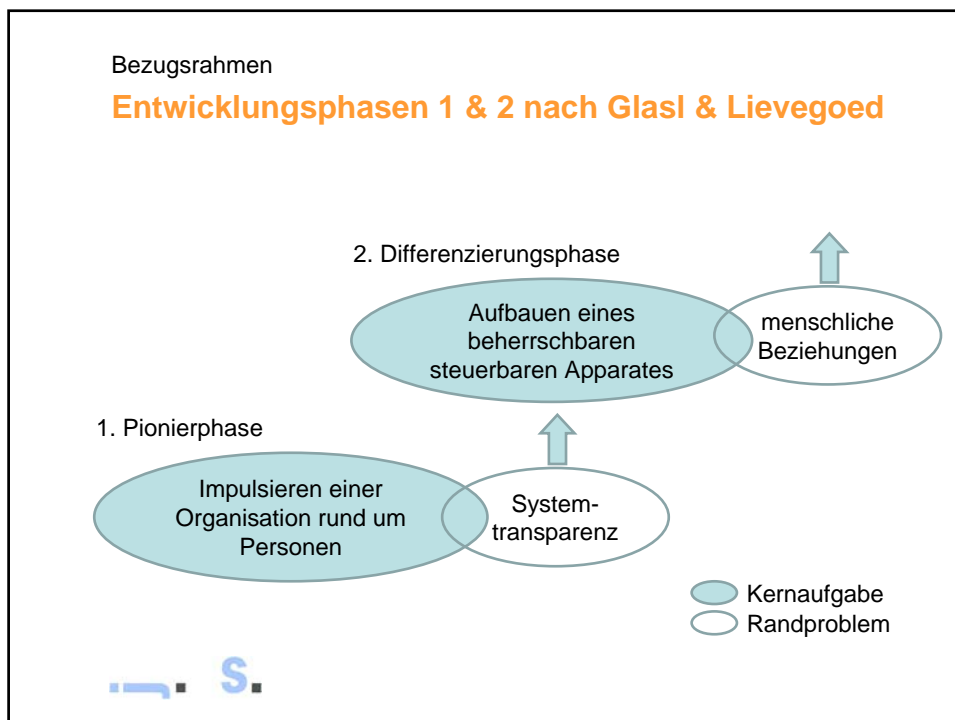 Bezugsrahmen
Entwicklungsphasen 1 & 2 nach Glasl & Lievegoed
2. Differenzierungsphase
Aufbauen eines
beherrschbaren
steuerbaren Apparates
menschliche
Beziehungen
1. Pionierphase
Impulsieren einer
Organisation rund um
Personen
System-
transparenz
Kernaufgabe
Randproblem
S.